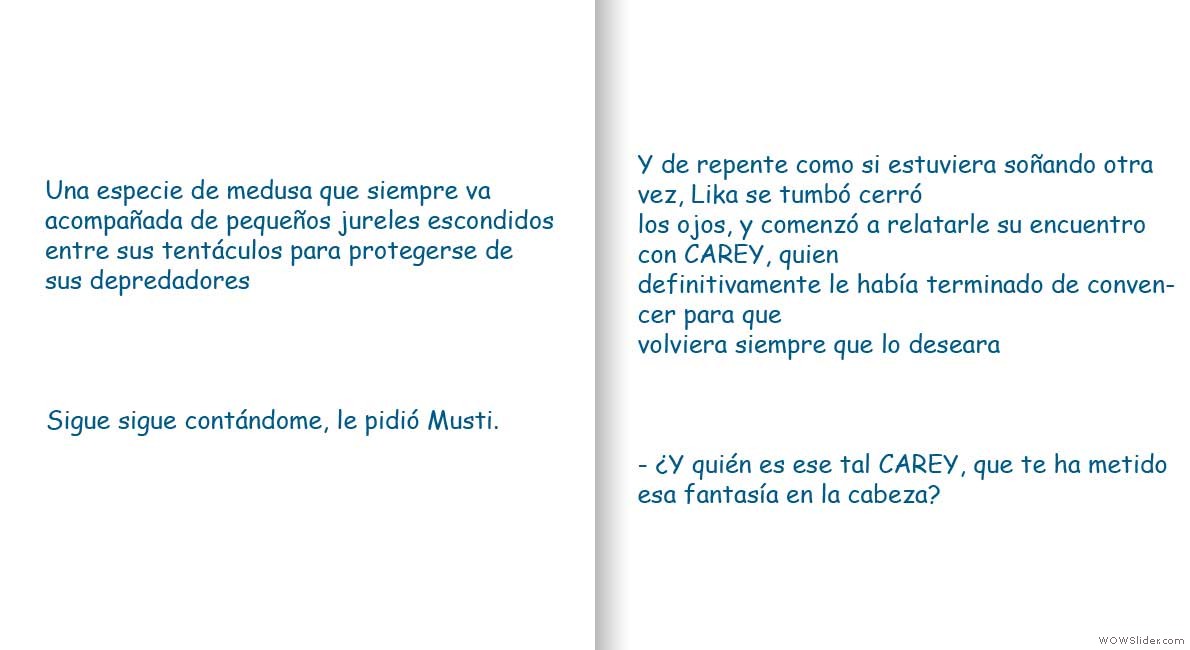 Una especie de medusa que siempre va
acompañada de pequeños jureles escondidos
entre sus tentáculos para protegerse de
sus depredadores
Sigue sigue contándome, le pidió Musti.
Y de repente como si estuviera soñando otra
vez, Lika se tumbó cerró
los ojos, y comenzó a relatarle su encuentro
con CAREY, quien
definitivamente le había terminado de conven-
cer para que
volviera siempre que lo deseara
- ¿Y quién es ese tal CAREY, que te ha metido
esa fantasía en la cabeza?
WOWSlider.com